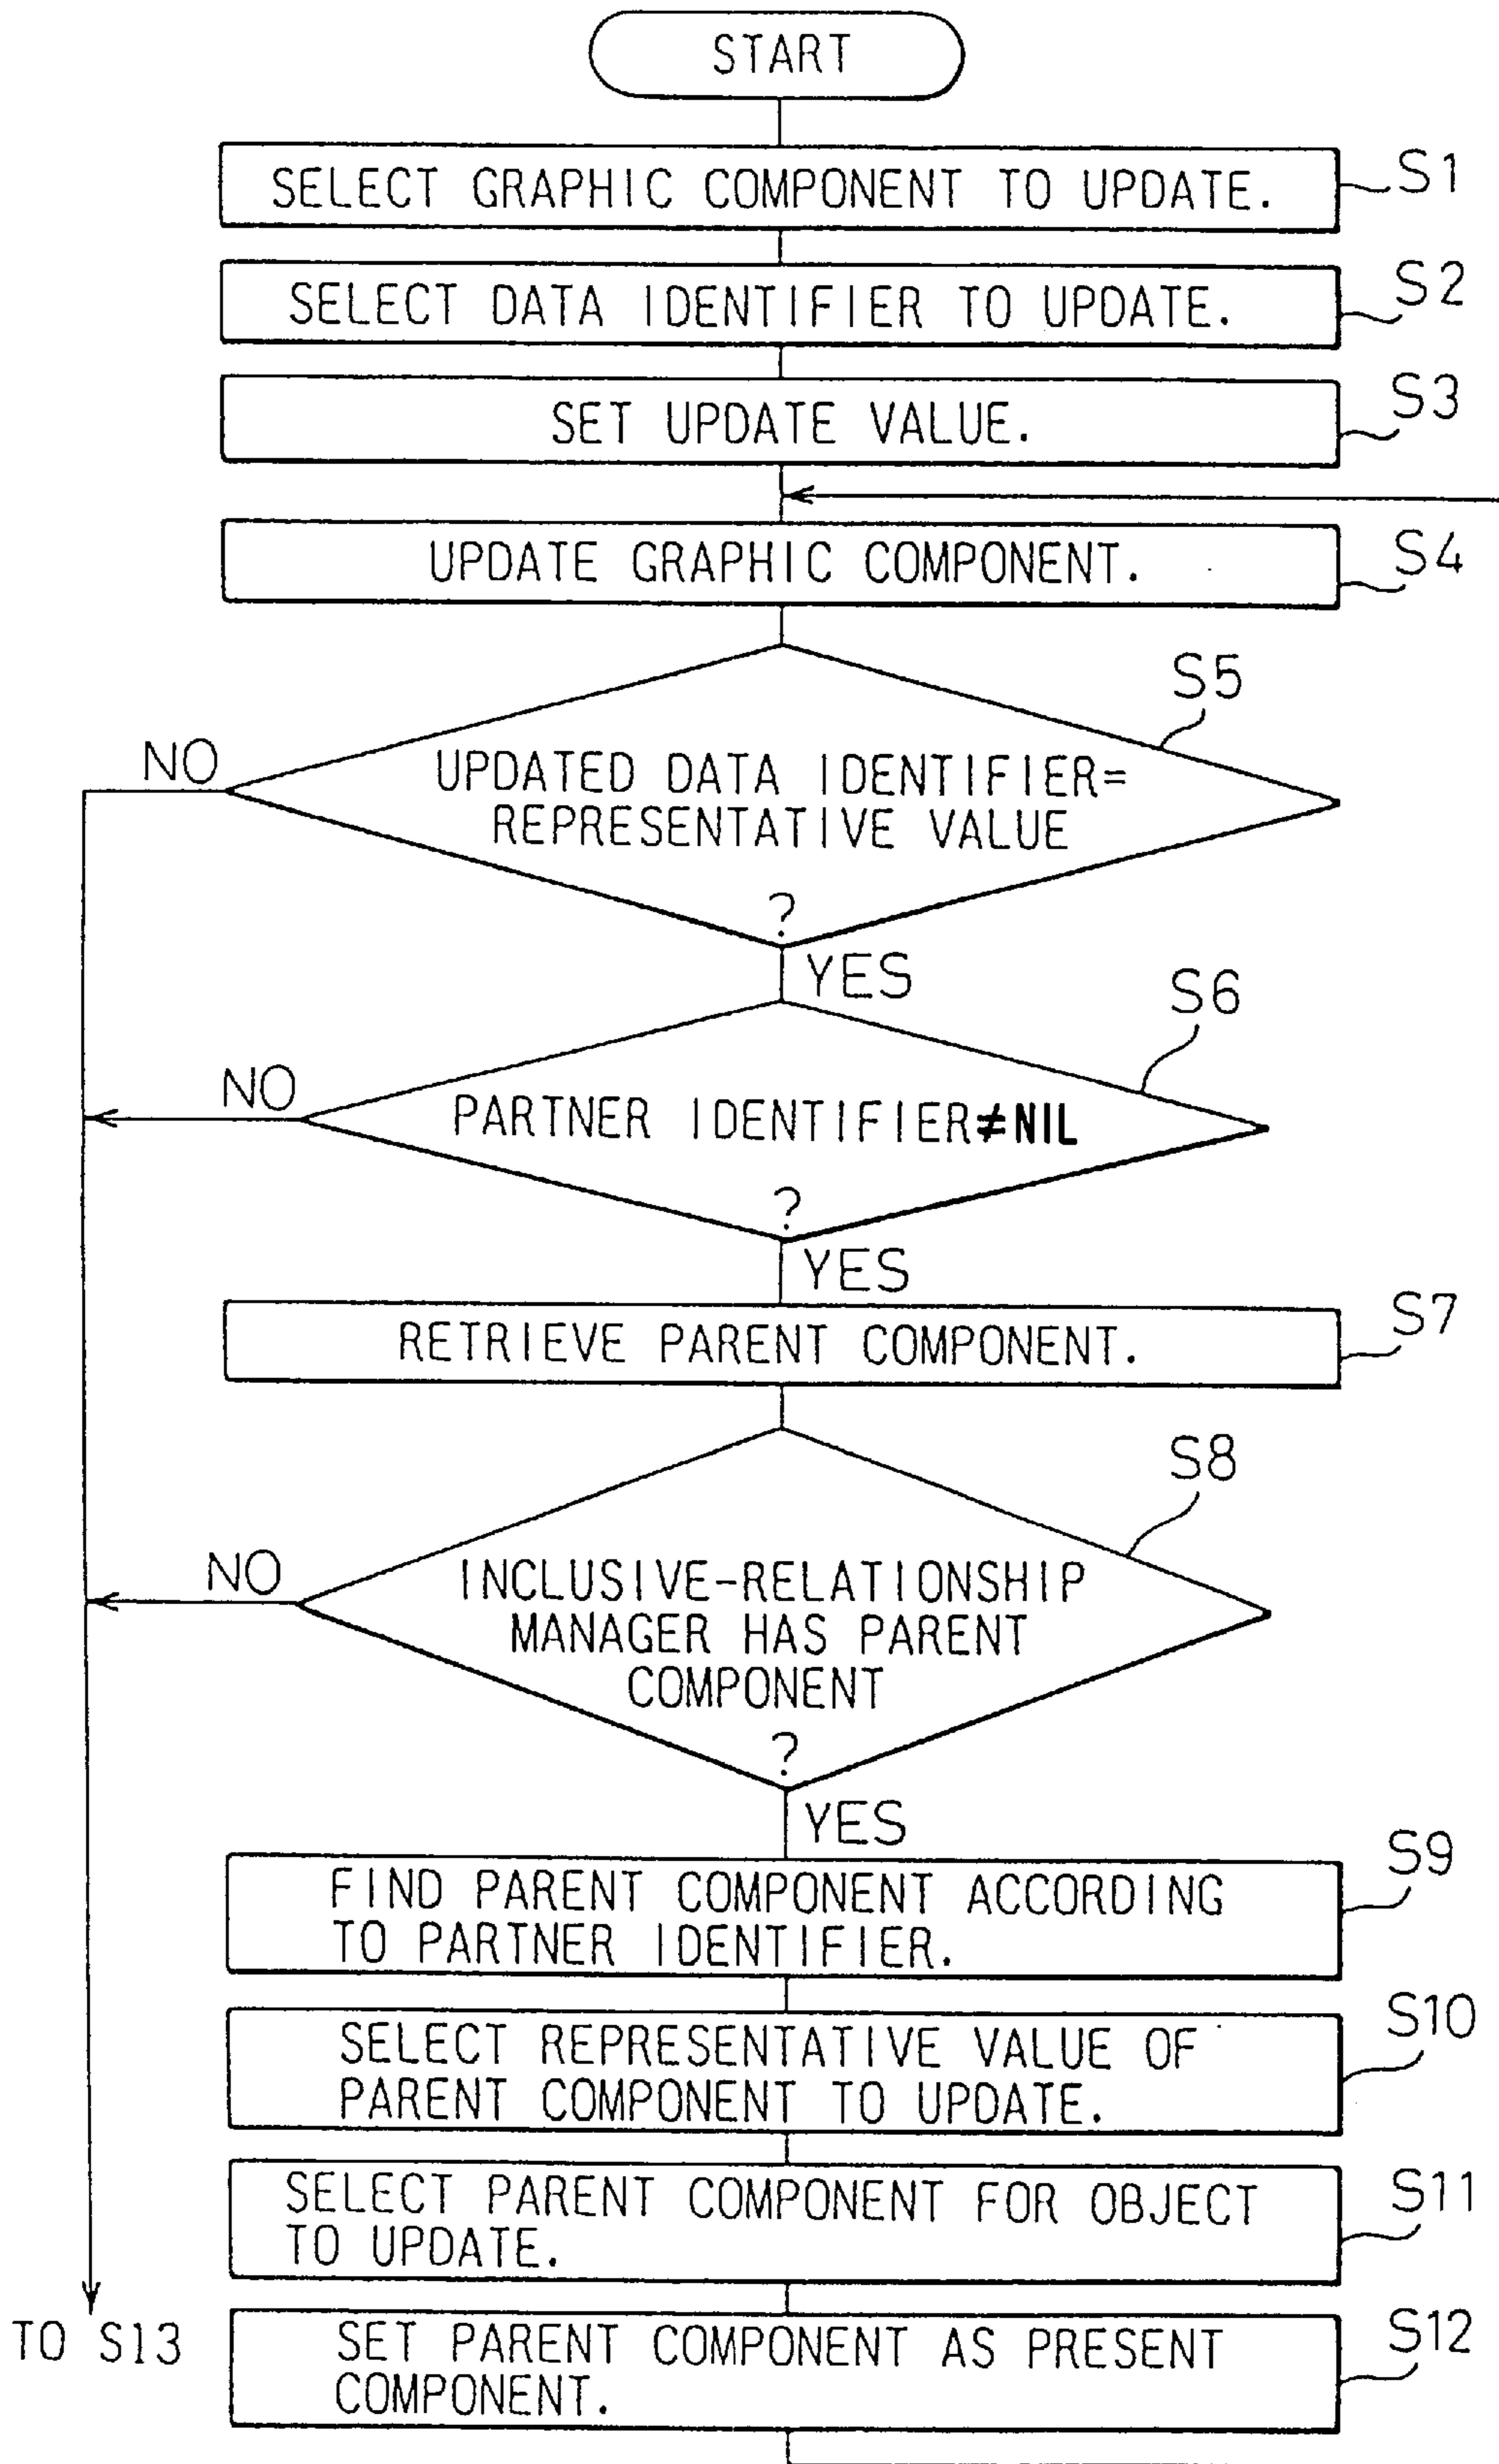 START
SELECT GRAPHIC COMPONENT TO UPDATE.
S1
SELECT DATA IDENTIFIER TO UPDATE.
S2
SET UPDATE VALUE.
S3
UPDATE GRAPHIC COMPONENT.
S4
S5
NO
UPDATED DATA IDENTIFIER=
REPRESENTATIVE VALUE
?
YES
S6
NO
PARTNER IDENTIFIER≠NIL
?
YES
RETRIEVE PARENT COMPONENT.
S7
S8
NO
INCLUSIVE-RELATIONSHIP
MANAGER HAS PARENT
COMPONENT
?
YES
FIND PARENT COMPONENT ACCORDING
TO PARTNER IDENTIFIER.
S9
SELECT REPRESENTATIVE VALUE OF
PARENT COMPONENT TO UPDATE.
S10
SELECT PARENT COMPONENT FOR OBJECT
TO UPDATE.
S11
TO S13
SET PARENT COMPONENT AS PRESENT
COMPONENT.
S12